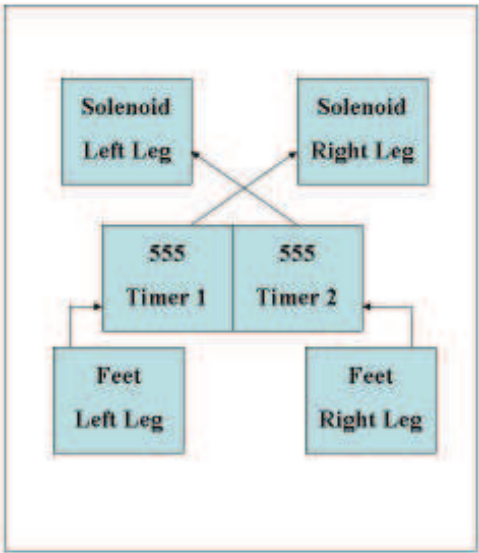 Solenoid
Left Leg
Solenoid
Right Leg
555
Timer 1
555
Timer 2
Feet
Left Leg
Feet
Right Leg